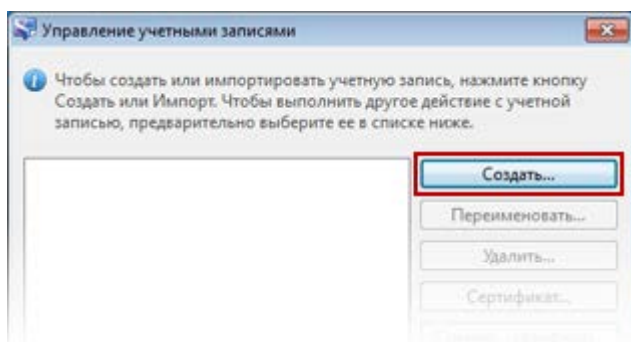 Управление учетными записями
Чтобы создать или импортировать учетную запись, нажмите кнопку
Создать или Импорт. Чтобы выполнить другое действие с учетной
записью, предварительно выберите ее в списке ниже.
Создать...
Переименовать...
Удалить...
Сертификат...